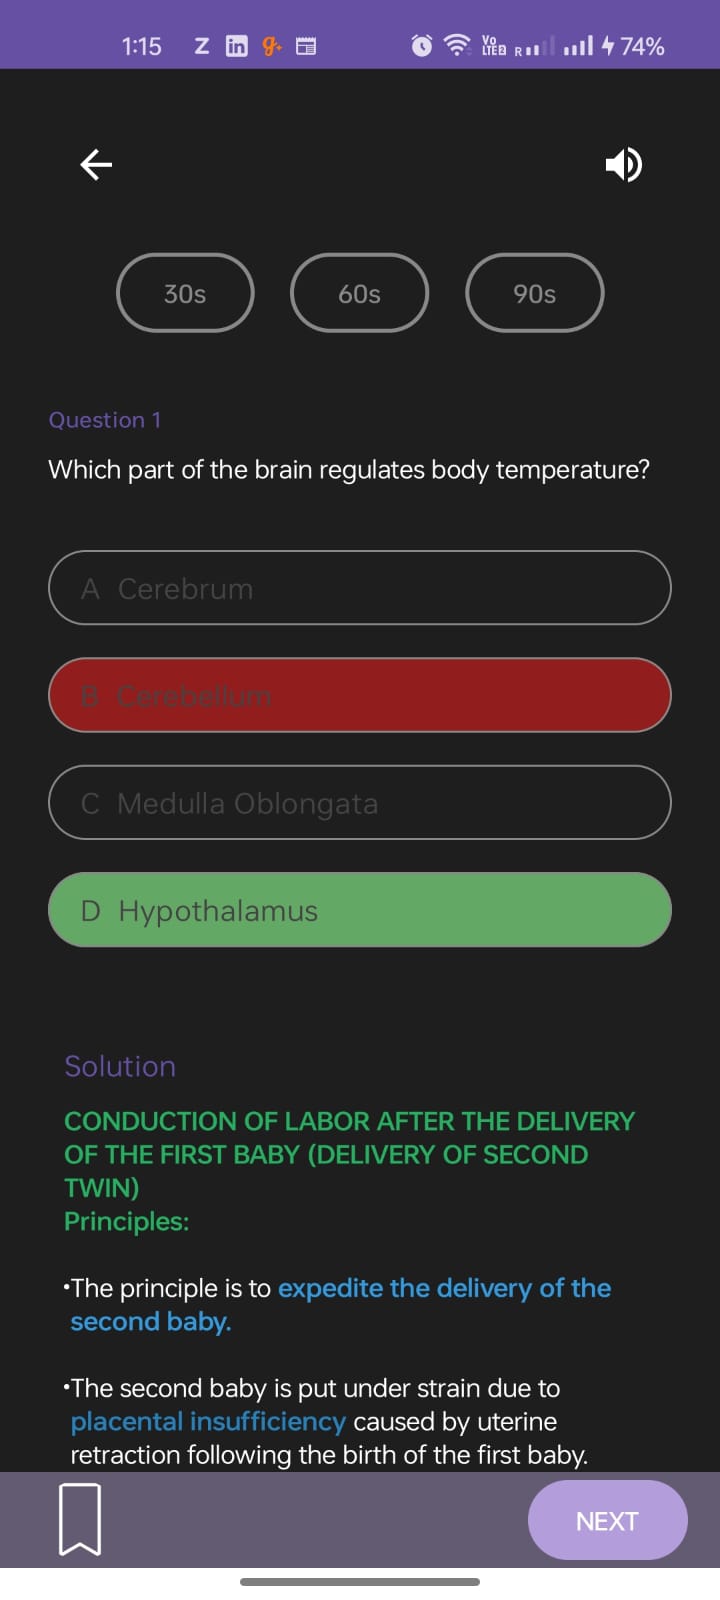 1:15 Z in g+ Vo LTE2 R 74%
30s 60s 90s
Question 1
Which part of the brain regulates body temperature?
A Cerebrum
B Cerebellum
C Medulla Oblongata
D Hypothalamus
Solution
CONDUCTION OF LABOR AFTER THE DELIVERY
OF THE FIRST BABY (DELIVERY OF SECOND
TWIN)
Principles:
•The principle is to expedite the delivery of the
second baby.
•The second baby is put under strain due to
placental insufficiency caused by uterine
retraction following the birth of the first baby.
NEXT